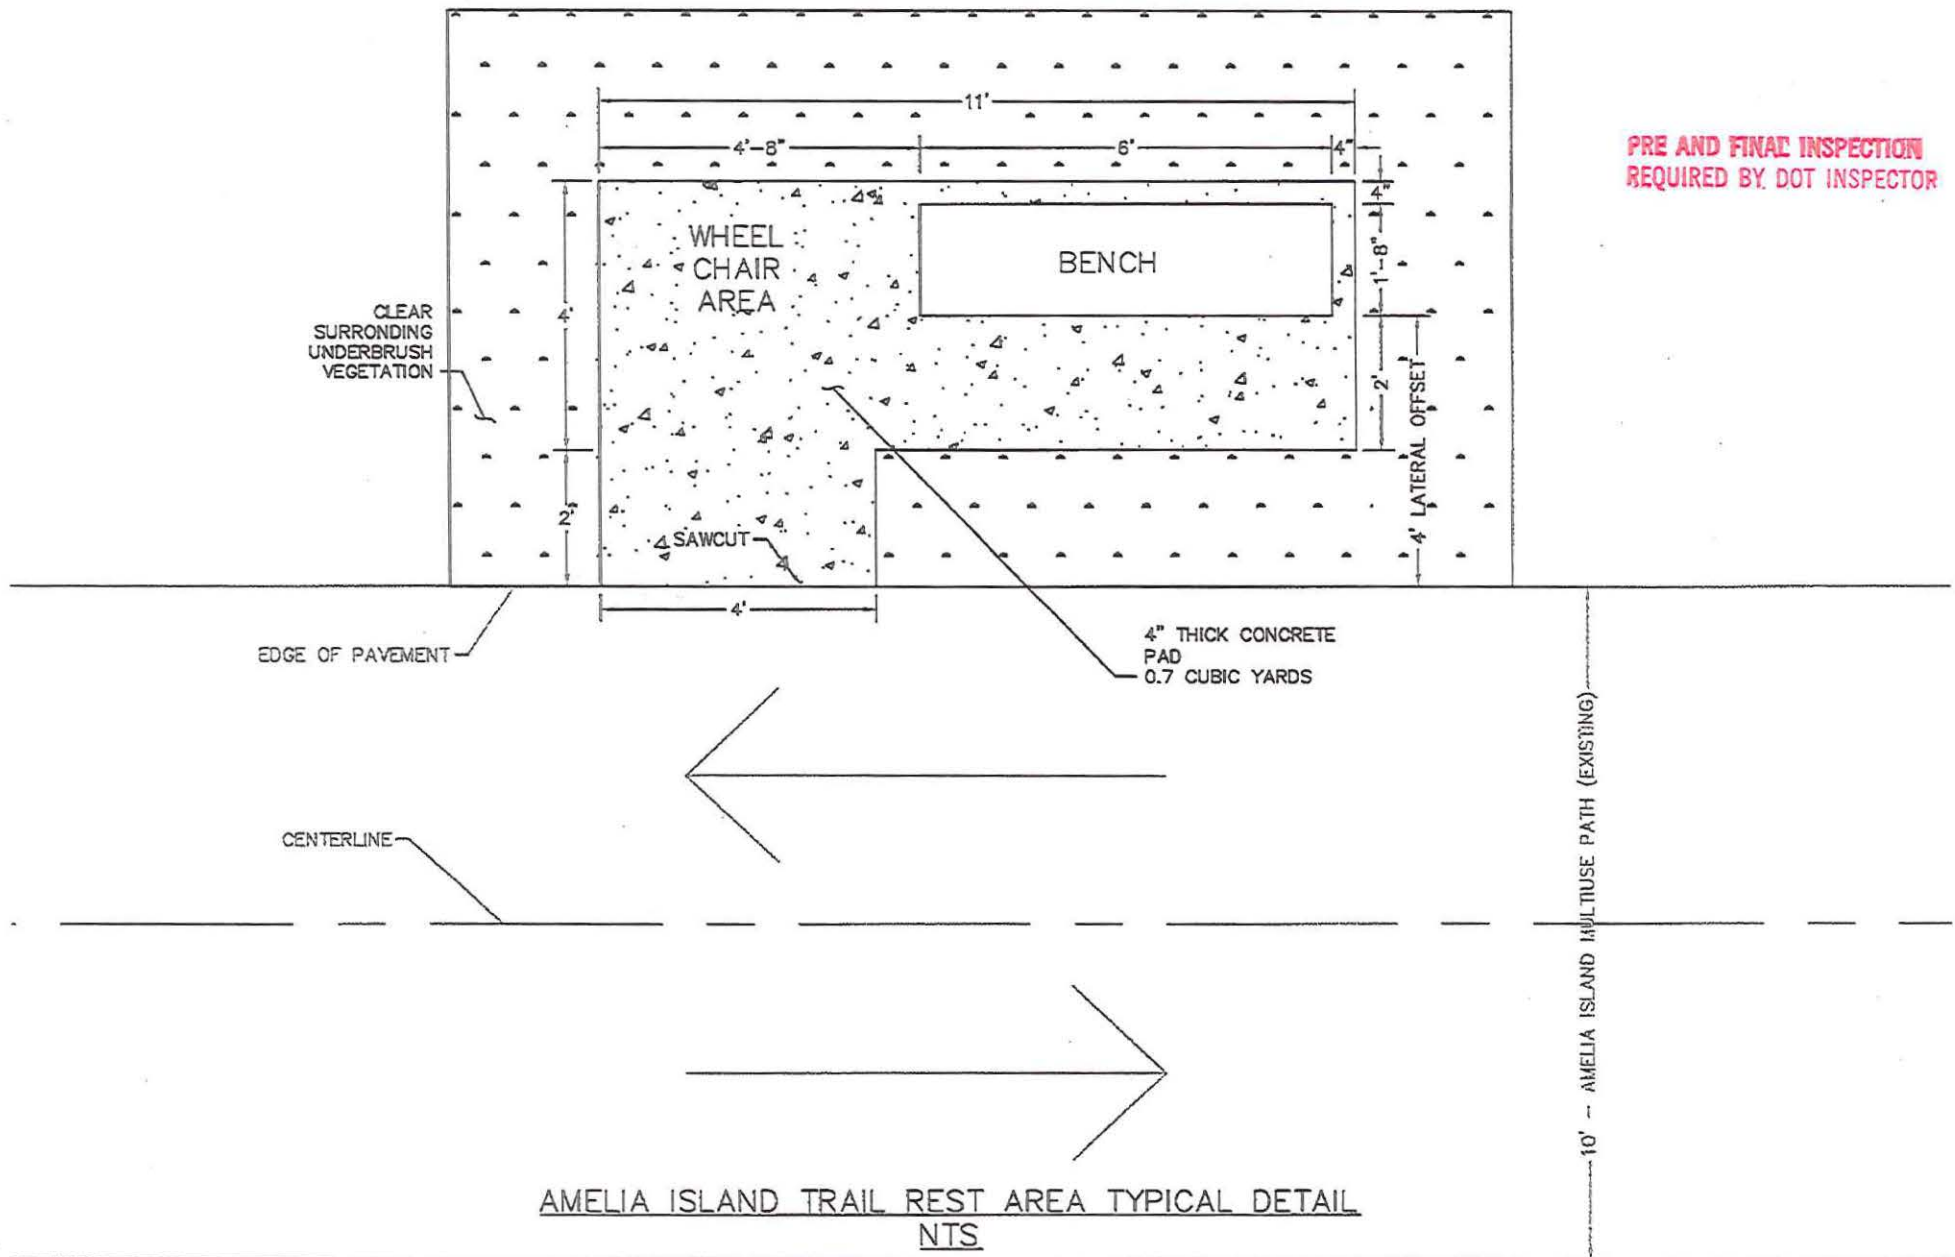 11'
4'-8"
6'
4"
PRE AND FINAL INSPECTION
REQUIRED BY DOT INSPECTOR
4"
WHEEL
CHAIR
AREA
BENCH
1'-8"
CLEAR
SURRONDING
UNDERBRUSH
VEGETATION
4'
2'
4' LATERAL OFFSET
2'
SAWCUT
4'
EDGE OF PAVEMENT
4" THICK CONCRETE
PAD
0.7 CUBIC YARDS
CENTERLINE
10' - AMELIA ISLAND MULTIUSE PATH (EXISTING)
AMELIA ISLAND TRAIL REST AREA TYPICAL DETAIL
NTS